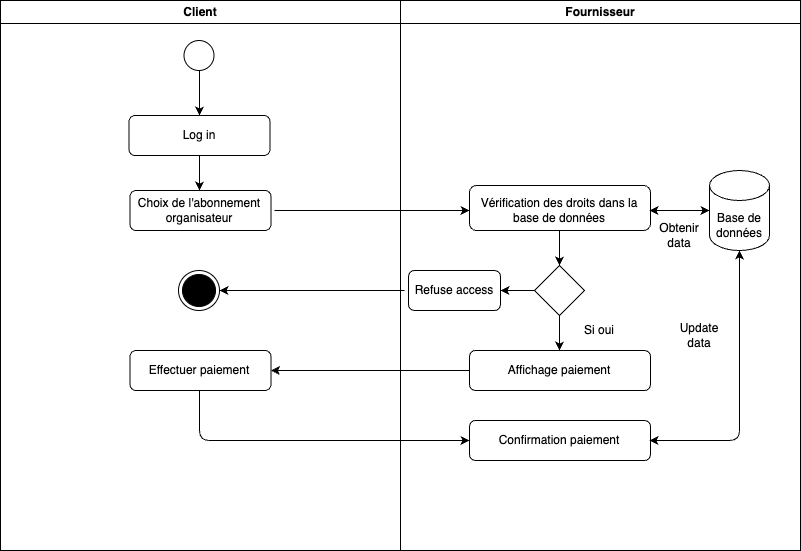 Client
Fournisseur
Log in
Choix de l'abonnement
organisateur
Vérification des droits dans la
base de données
Base de
données
Obtenir
data
Refuse access
Si oui
Update
data
Effectuer paiement
Affichage paiement
Confirmation paiement